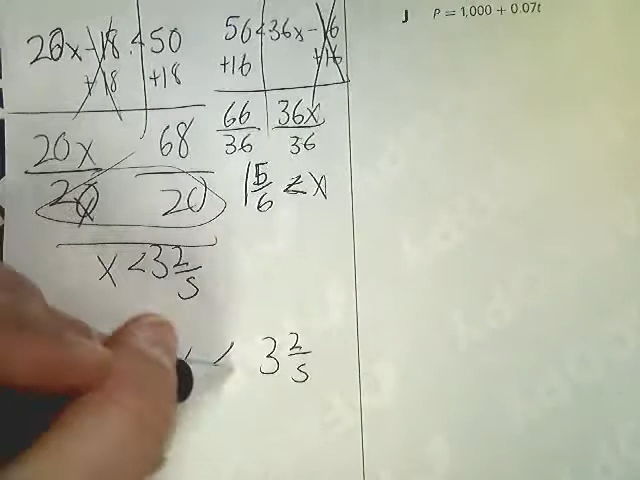 20x - 18 < 50
+18 +18
20x 68
20 20
x < 3 2/5
50 < 36x - 16
+16 +16
66 36x
36 36
1 5/6 < x
3 2/5
J P = 1,000 + 0.07t